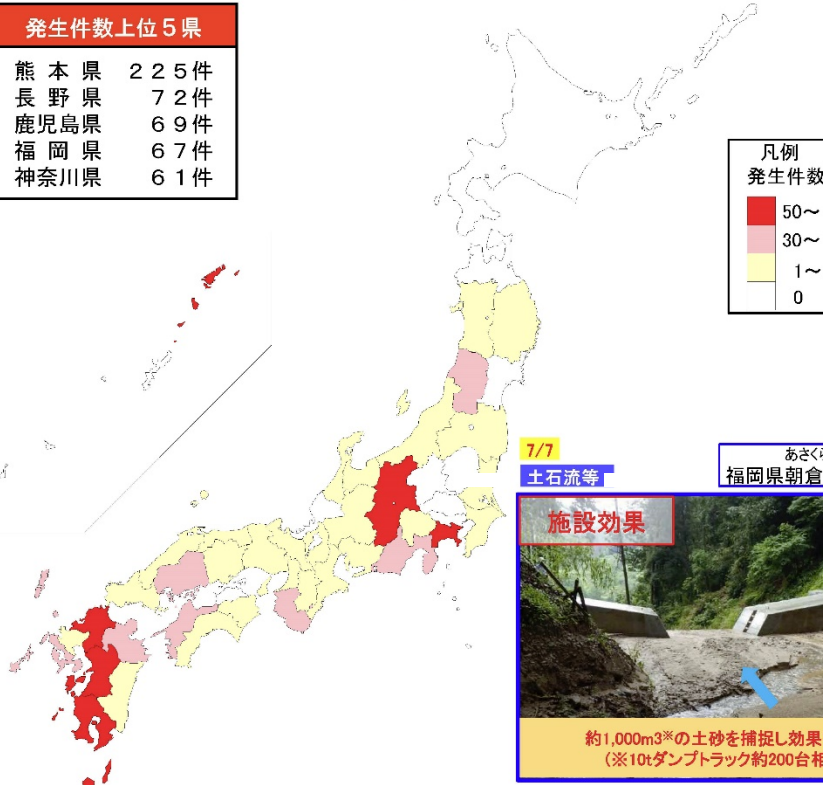 発生件数上位５県
熊本県 ２２５件
長野県 ７２件
鹿児島県 ６９件
福岡県 ６７件
神奈川県 ６１件
凡例
発生件数
50～
30～
1～
0
7/7
土石流等
あさくら
福岡県朝倉
施設効果
約1,000m3※の土砂を捕捉し効果
(※10tダンプトラック約200台相